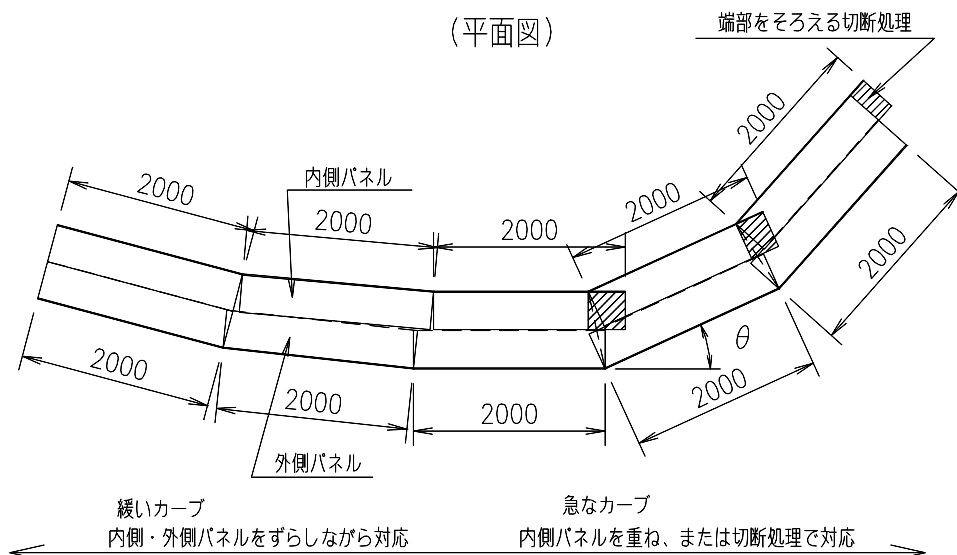 (平面図)
端部をそろえる切断処理
2000
内側パネル
2000
2000
2000
2000
2000
2000
外側パネル
2000
2000
2000
θ
緩いカーブ
内側・外側パネルをずらしながら対応
急なカーブ
内側パネルを重ね、または切断処理で対応